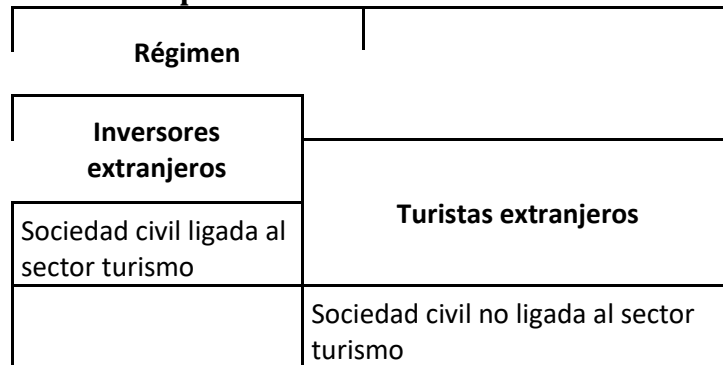 Régimen
Inversores
extranjeros
Turistas extranjeros
Sociedad civil ligada al
sector turismo
Sociedad civil no ligada al sector
turismo